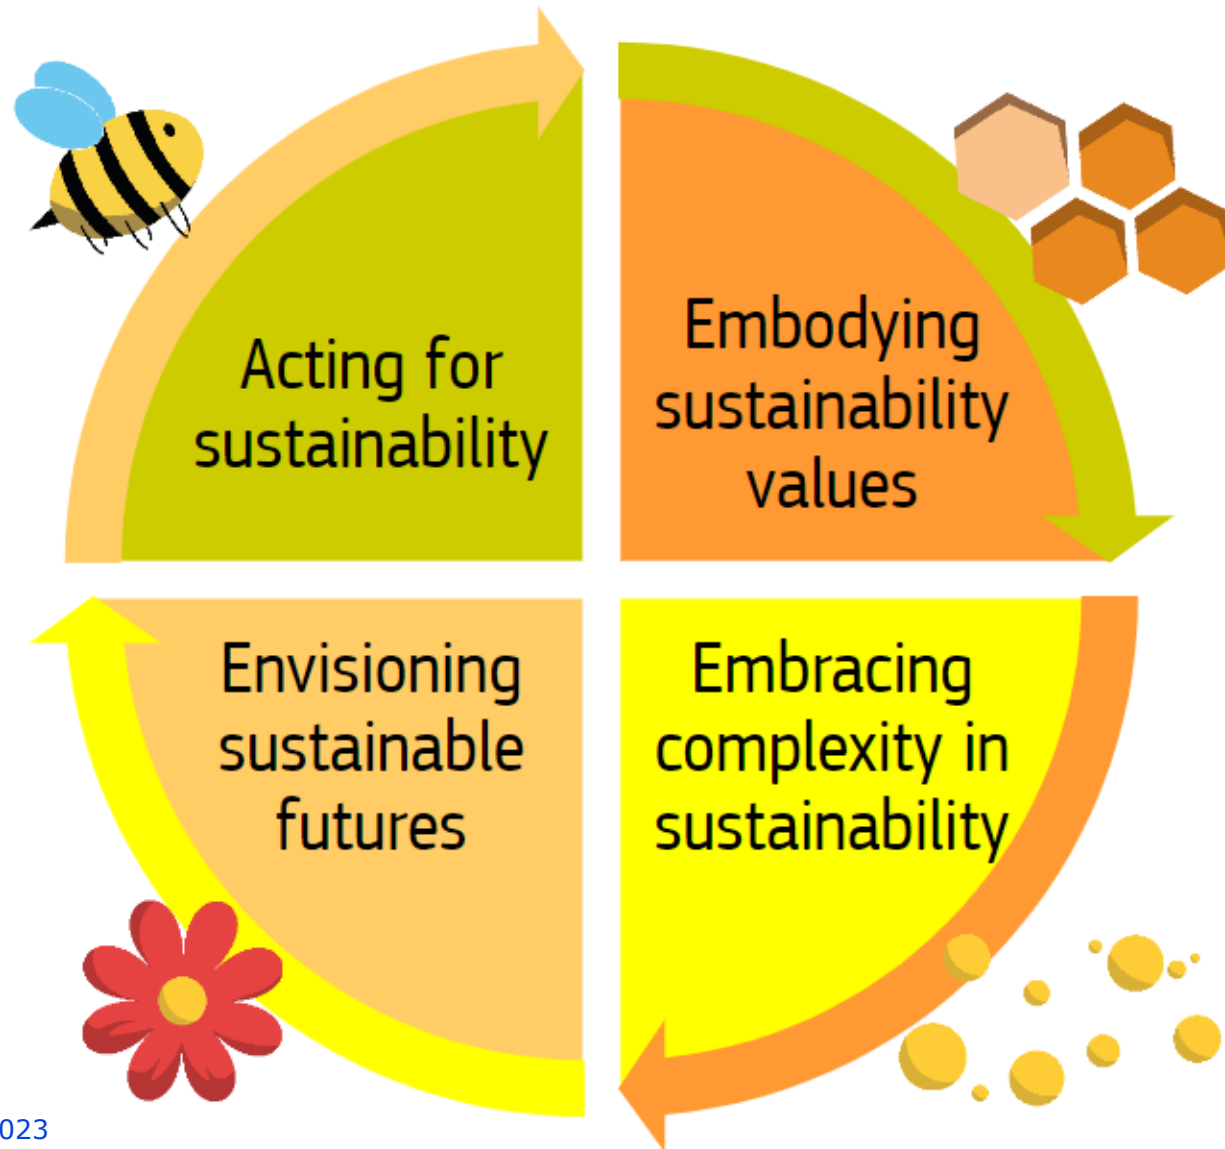 Acting for
sustainability
Embodying
sustainability
values
Envisioning
sustainable
futures
Embracing
complexity in
sustainability
023